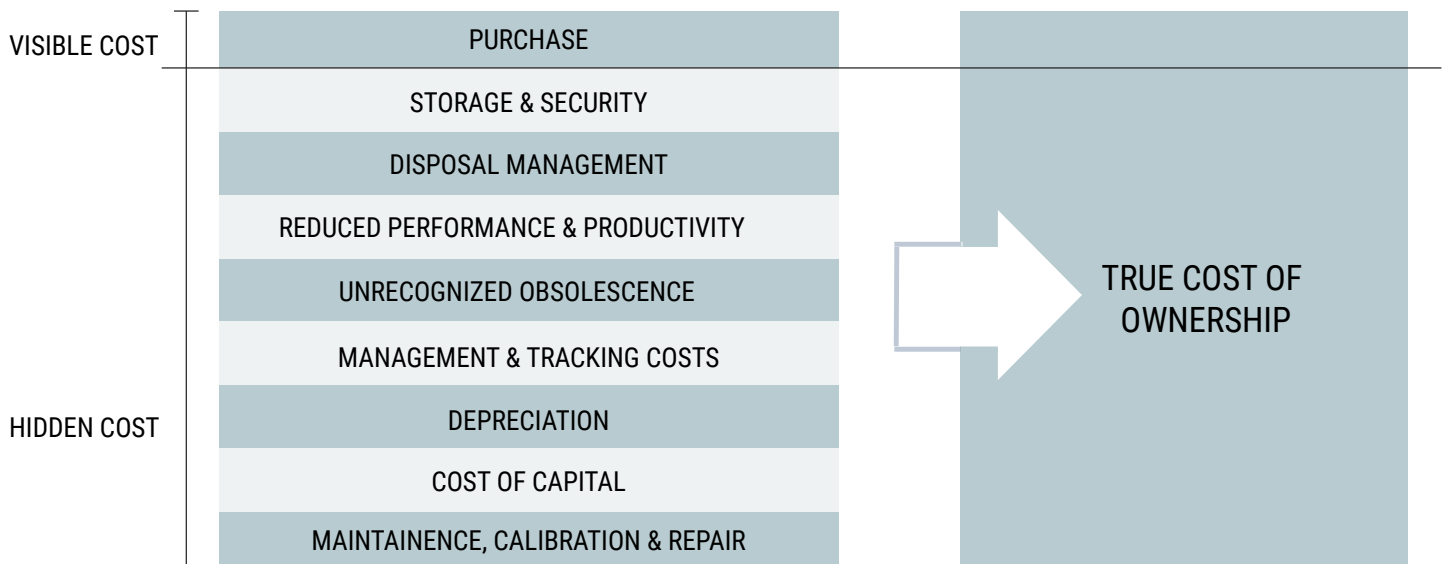 VISIBLE COST
PURCHASE
STORAGE & SECURITY
DISPOSAL MANAGEMENT
REDUCED PERFORMANCE & PRODUCTIVITY
UNRECOGNIZED OBSOLESCENCE
MANAGEMENT & TRACKING COSTS
HIDDEN COST
DEPRECIATION
COST OF CAPITAL
MAINTAINENCE, CALIBRATION & REPAIR
TRUE COST OF
OWNERSHIP